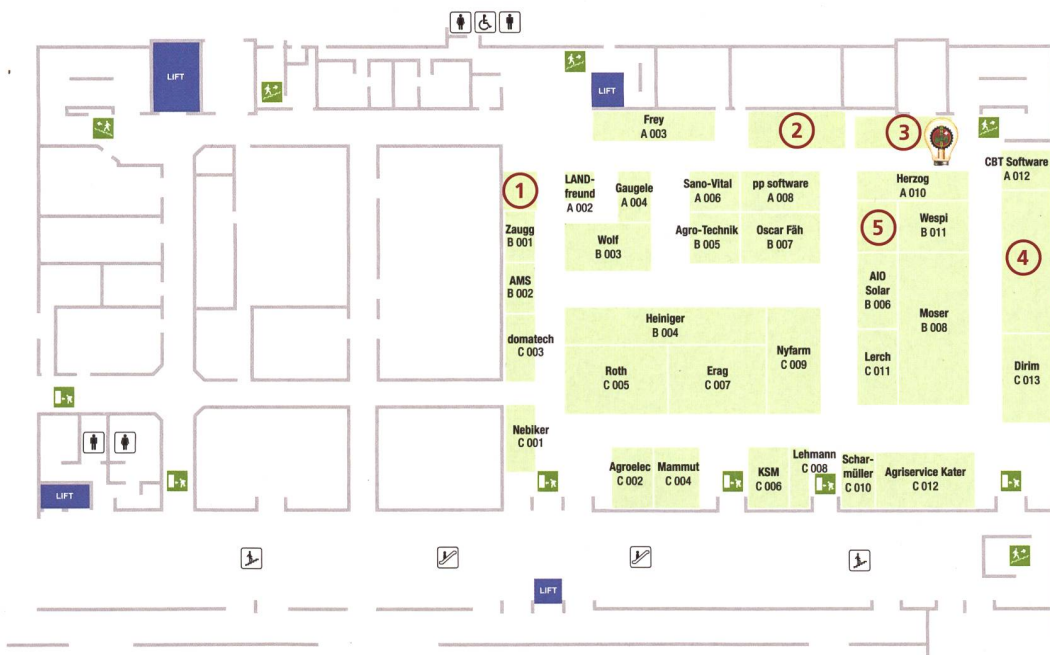 LIFT
LIFT
Frey
A 003
2
3
1
LAND-
freund
A 002
Gaugele
A 004
Sano-Vital
A 006
pp software
A 008
Herzog
A 010
CBT Software
A 012
Zaugg
B 001
Wolf
B 003
Agro-Technik
B 005
Oscar Fäh
B 007
5
Wespi
B 011
4
AMS
B 002
AIO
Solar
B 006
Moser
B 008
domatech
C 003
Heiniger
B 004
Roth
C 005
Erag
C 007
Nyfarm
C 009
Lerch
C 011
Dirim
C 013
Nebiker
C 001
Agroelec
C 002
Mammut
C 004
KSM
C 006
Lehmann
C 008
Schar-
müller
C 010
Agriservice Kater
C 012
LIFT
LIFT